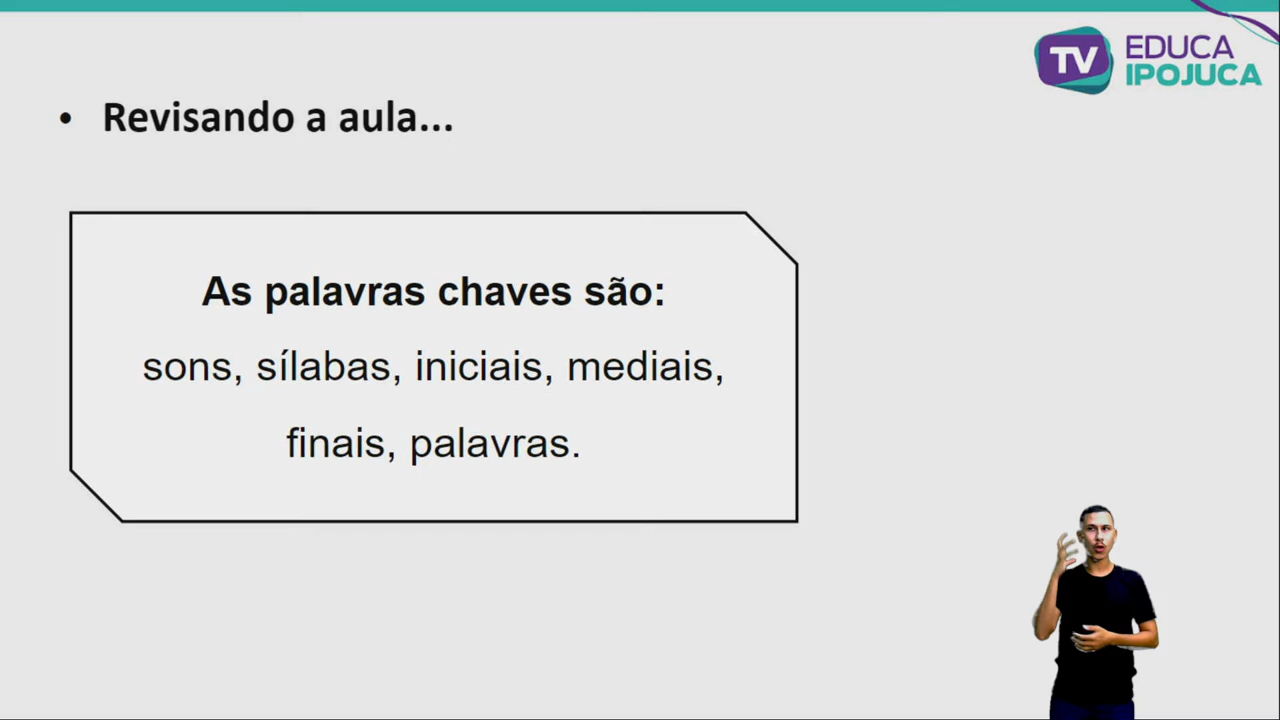 TV EDUCA
IPOJUCA
• Revisando a aula...
As palavras chaves são:
sons, sílabas, iniciais, mediais,
finais, palavras.